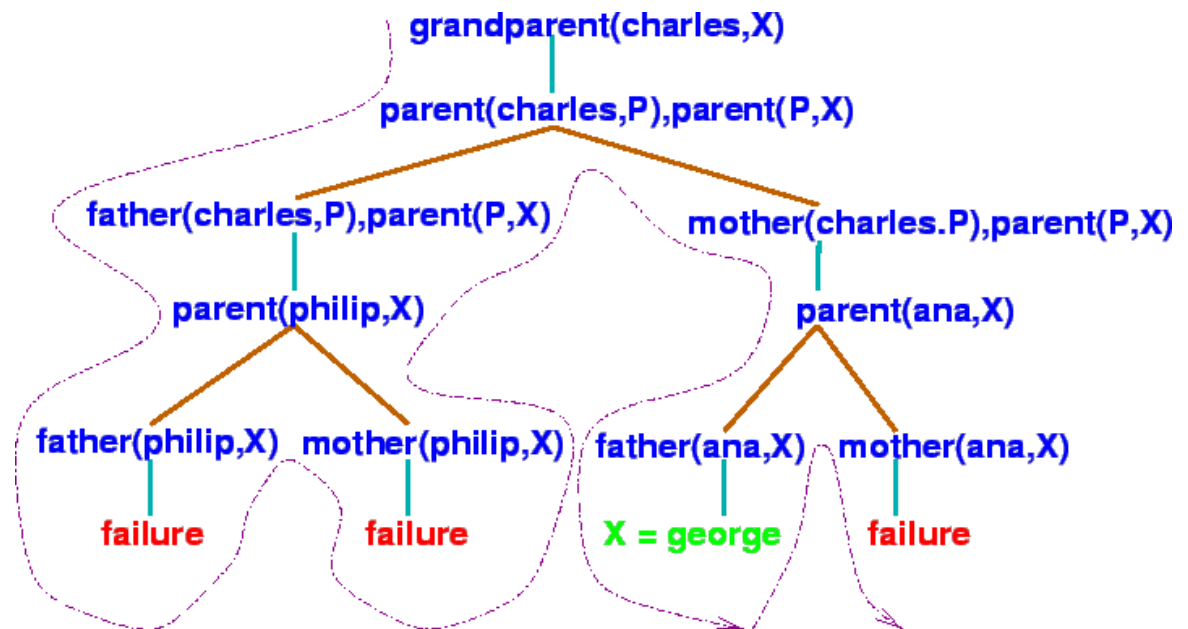 grandparent(charles,X)
parent(charles,P),parent(P,X)
father(charles,P),parent(P,X)
mother(charles.P),parent(P,X)
parent(philip,X)
parent(ana,X)
father(philip,X)
mother(philip,X)
father(ana,X)
mother(ana,X)
failure
failure
X = george
failure